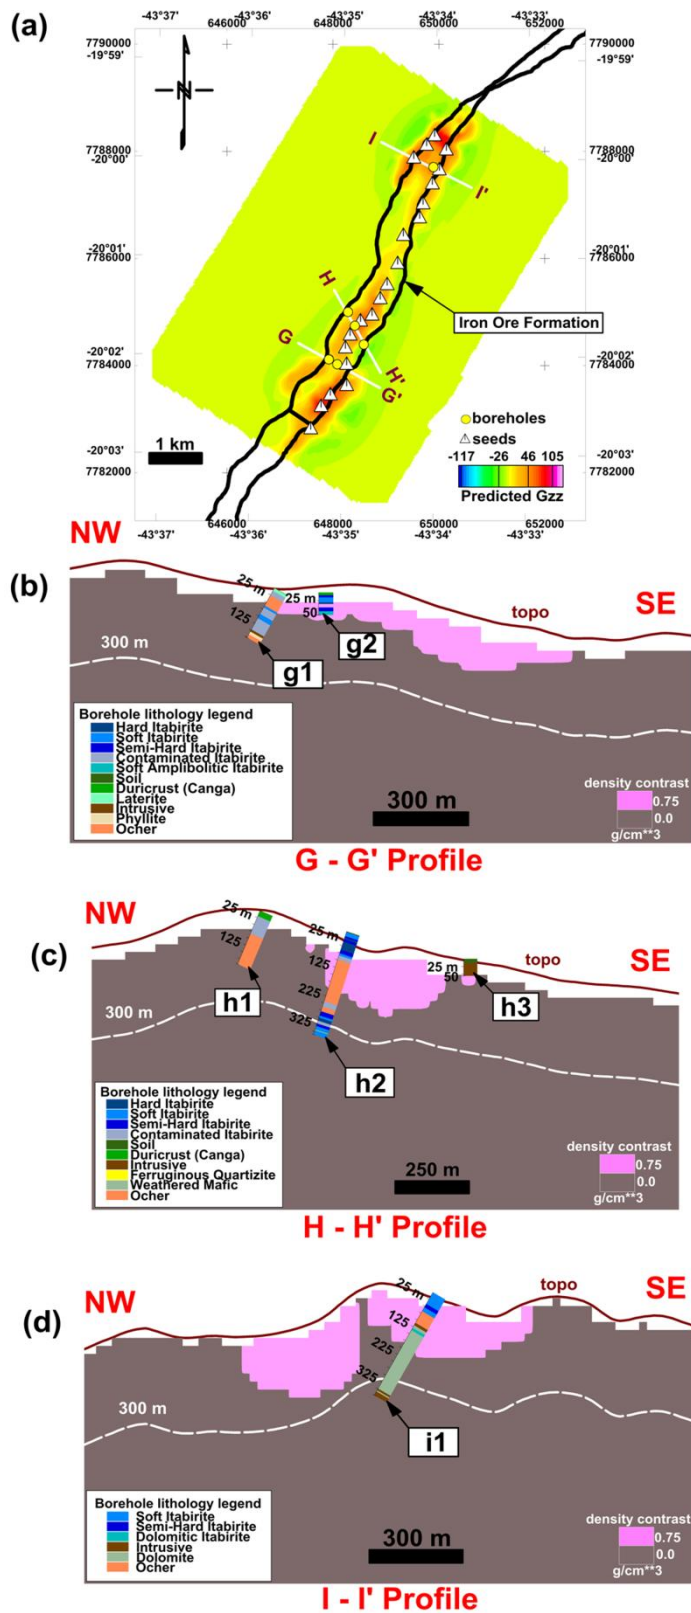 (a)
-43°37' -43°36' 648000 -43°35' 650000 -43°34' 652000 -43°33'
7790000 7790000
-19°59' -19°59'
N
7788000 7788000
-20°00' -20°00'
I
I'
-20°01' -20°01'
7786000 7786000
H
Iron Ore Formation
G
-20°02' -20°02'
7784000 7784000
H'
G'
boreholes
seeds
-117 -26 46 105
Predicted Gzz
1 km
-20°03' -20°03'
7782000 7782000
646000 648000 650000 652000
-43°37' -43°36' -43°35' -43°34' -43°33'
NW
(b)
SE
topo
25 m
125
25 m
50
g1
g2
300 m
Borehole lithology legend
Hard Itabirite
Soft Itabirite
Semi-Hard Itabirite
Contaminated Itabirite
Soft Amplibolitic Itabirite
Soil
Duricrust (Canga)
Laterite
Intrusive
Phyllite
Ocher
300 m
density contrast
0.75
0.0
g/cm**3
G - G' Profile
NW
(c)
SE
topo
25 m
125
25 m
125
225
325
25 m
50
h1
h2
h3
300 m
Borehole lithology legend
Hard Itabirite
Soft Itabirite
Semi-Hard Itabirite
Contaminated Itabirite
Soil
Duricrust (Canga)
Intrusive
Ferruginous Quartizite
Weathered Mafic
Ocher
250 m
density contrast
0.75
0.0
g/cm**3
H - H' Profile
(d)
NW
SE
topo
25 m
125
225
325
300 m
i1
Borehole lithology legend
Soft Itabirite
Semi-Hard Itabirite
Dolomitic Itabirite
Intrusive
Dolomite
Ocher
300 m
density contrast
0.75
0.0
g/cm**3
I - I' Profile